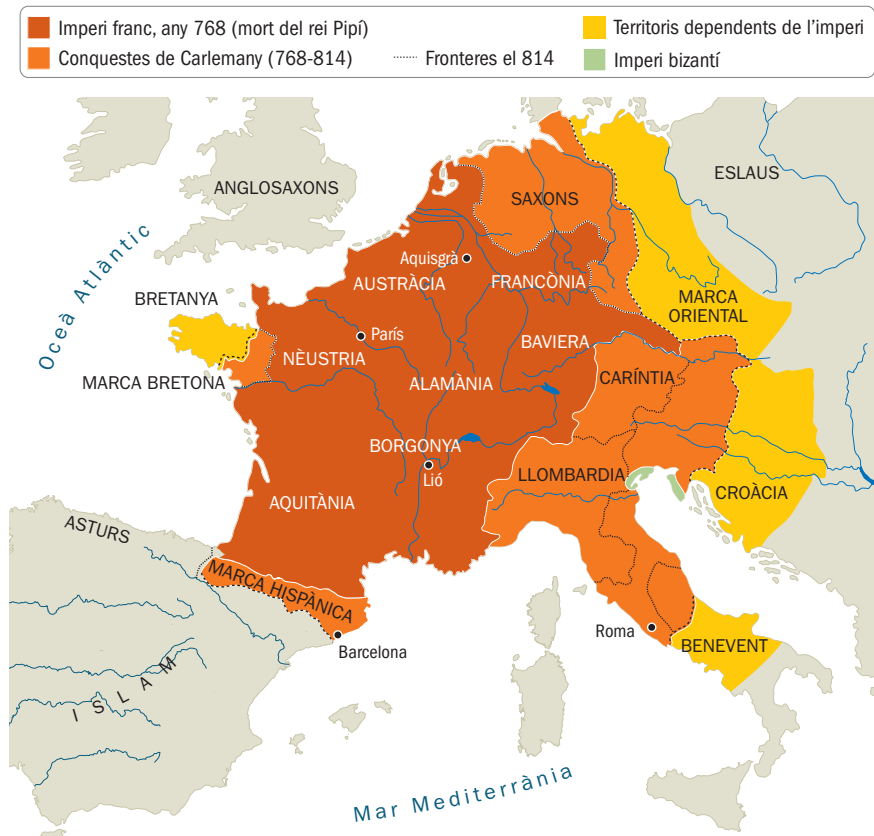 Imperi franc, any 768 (mort del rei Pipí)
Conquestes de Carlemany (768-814)
Fronteres el 814
Territoris dependents de l’imperi
Imperi bizantí
ANGLOSAXONS
ESLAUS
SAXONS
Oceà Atlàntic
Aquisgrà
AUSTRÀCIA
FRANCÒNIA
BRETANYA
MARCA
ORIENTAL
París
BAVIERA
NÈUSTRIA
MARCA BRETONA
ALAMÀNIA
CARÍNTIA
BORGONYA
Lió
LLOMBARDIA
CROÀCIA
AQUITÀNIA
ASTURS
MARCA HISPÀNICA
Barcelona
Roma
BENEVENT
ISLAM
Mar Mediterrània